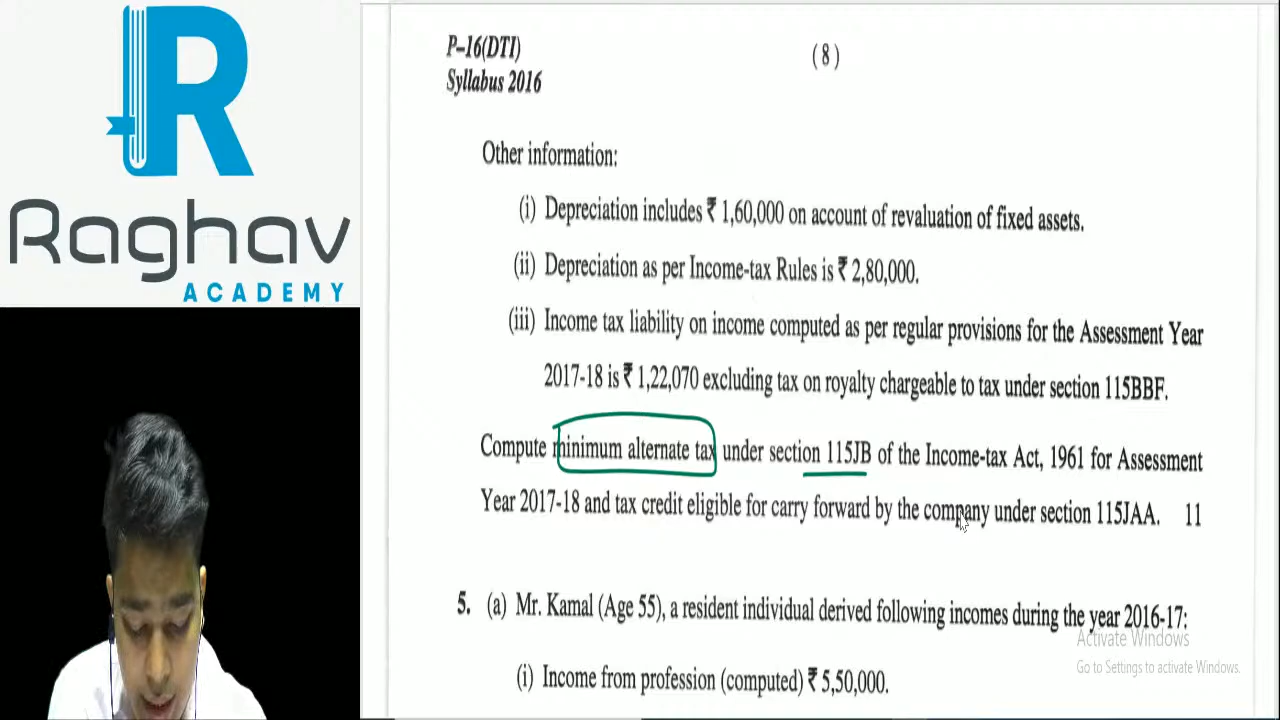 R
Raghav
ACADEMY
P–16(DTI)
(8)
Syllabus 2016
Other information:
(i) Depreciation includes ₹ 1,60,000 on account of revaluation of fixed assets.
(ii) Depreciation as per Income-tax Rules is ₹ 2,80,000.
(iii) Income tax liability on income computed as per regular provisions for the Assessment Year
2017-18 is ₹ 1,22,070 excluding tax on royalty chargeable to tax under section 115BBF.
Compute minimum alternate tax under section 115JB of the Income-tax Act, 1961 for Assessment
Year 2017-18 and tax credit eligible for carry forward by the company under section 115JAA. 11
5. (a) Mr. Kamal (Age 55), a resident individual derived following incomes during the year 2016-17:
(i) Income from profession (computed) ₹ 5,50,000.
Activate Windows
Go to Settings to activate Windows.